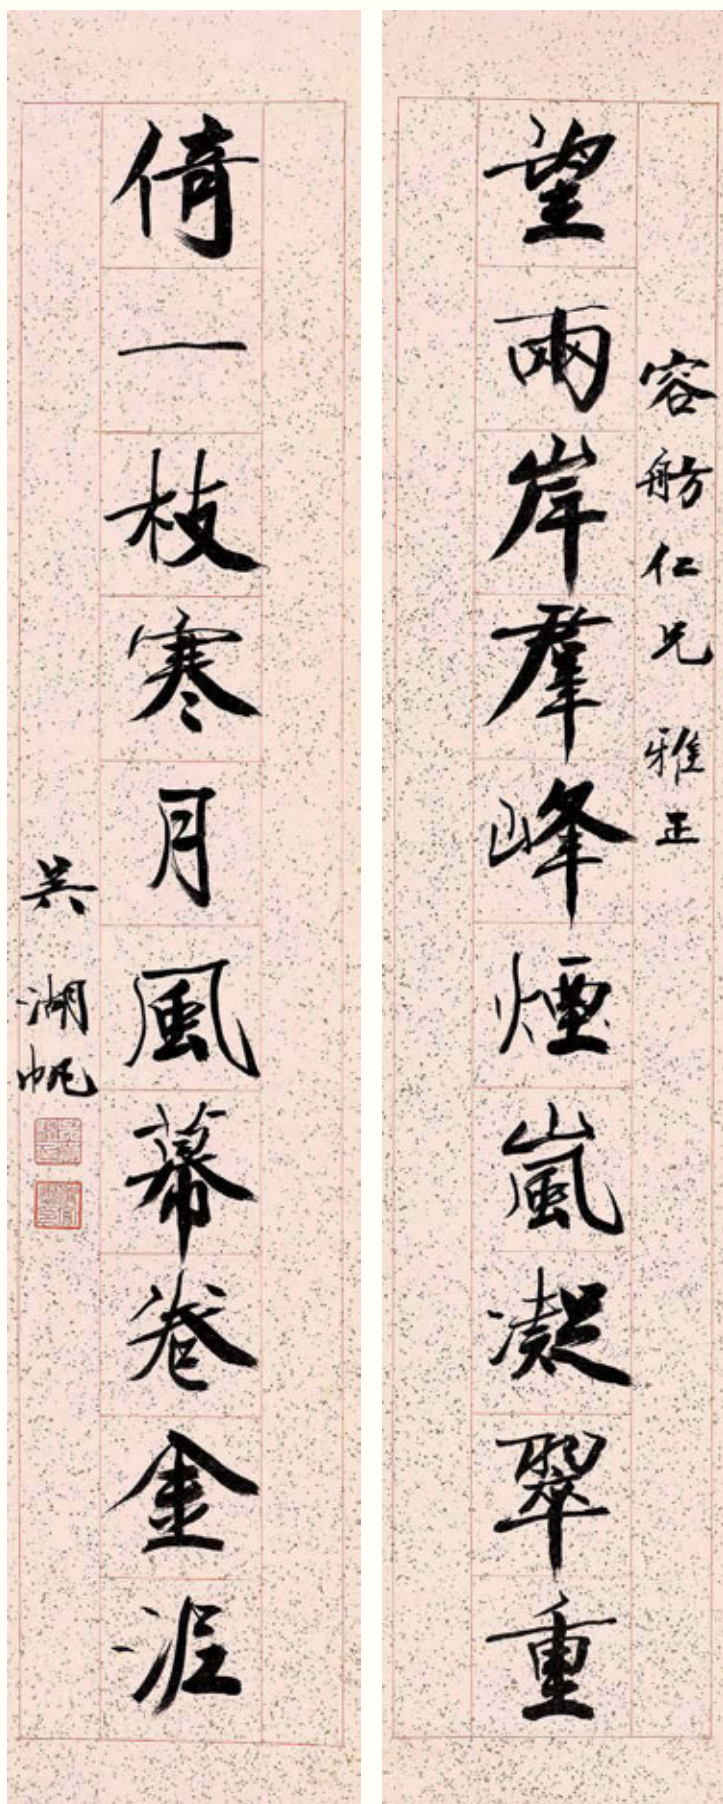 容舫仁兄雅正
望兩岸羣峰煙嵐凝翠重
倚一枝寒月風幕卷金泥
吳湖帆